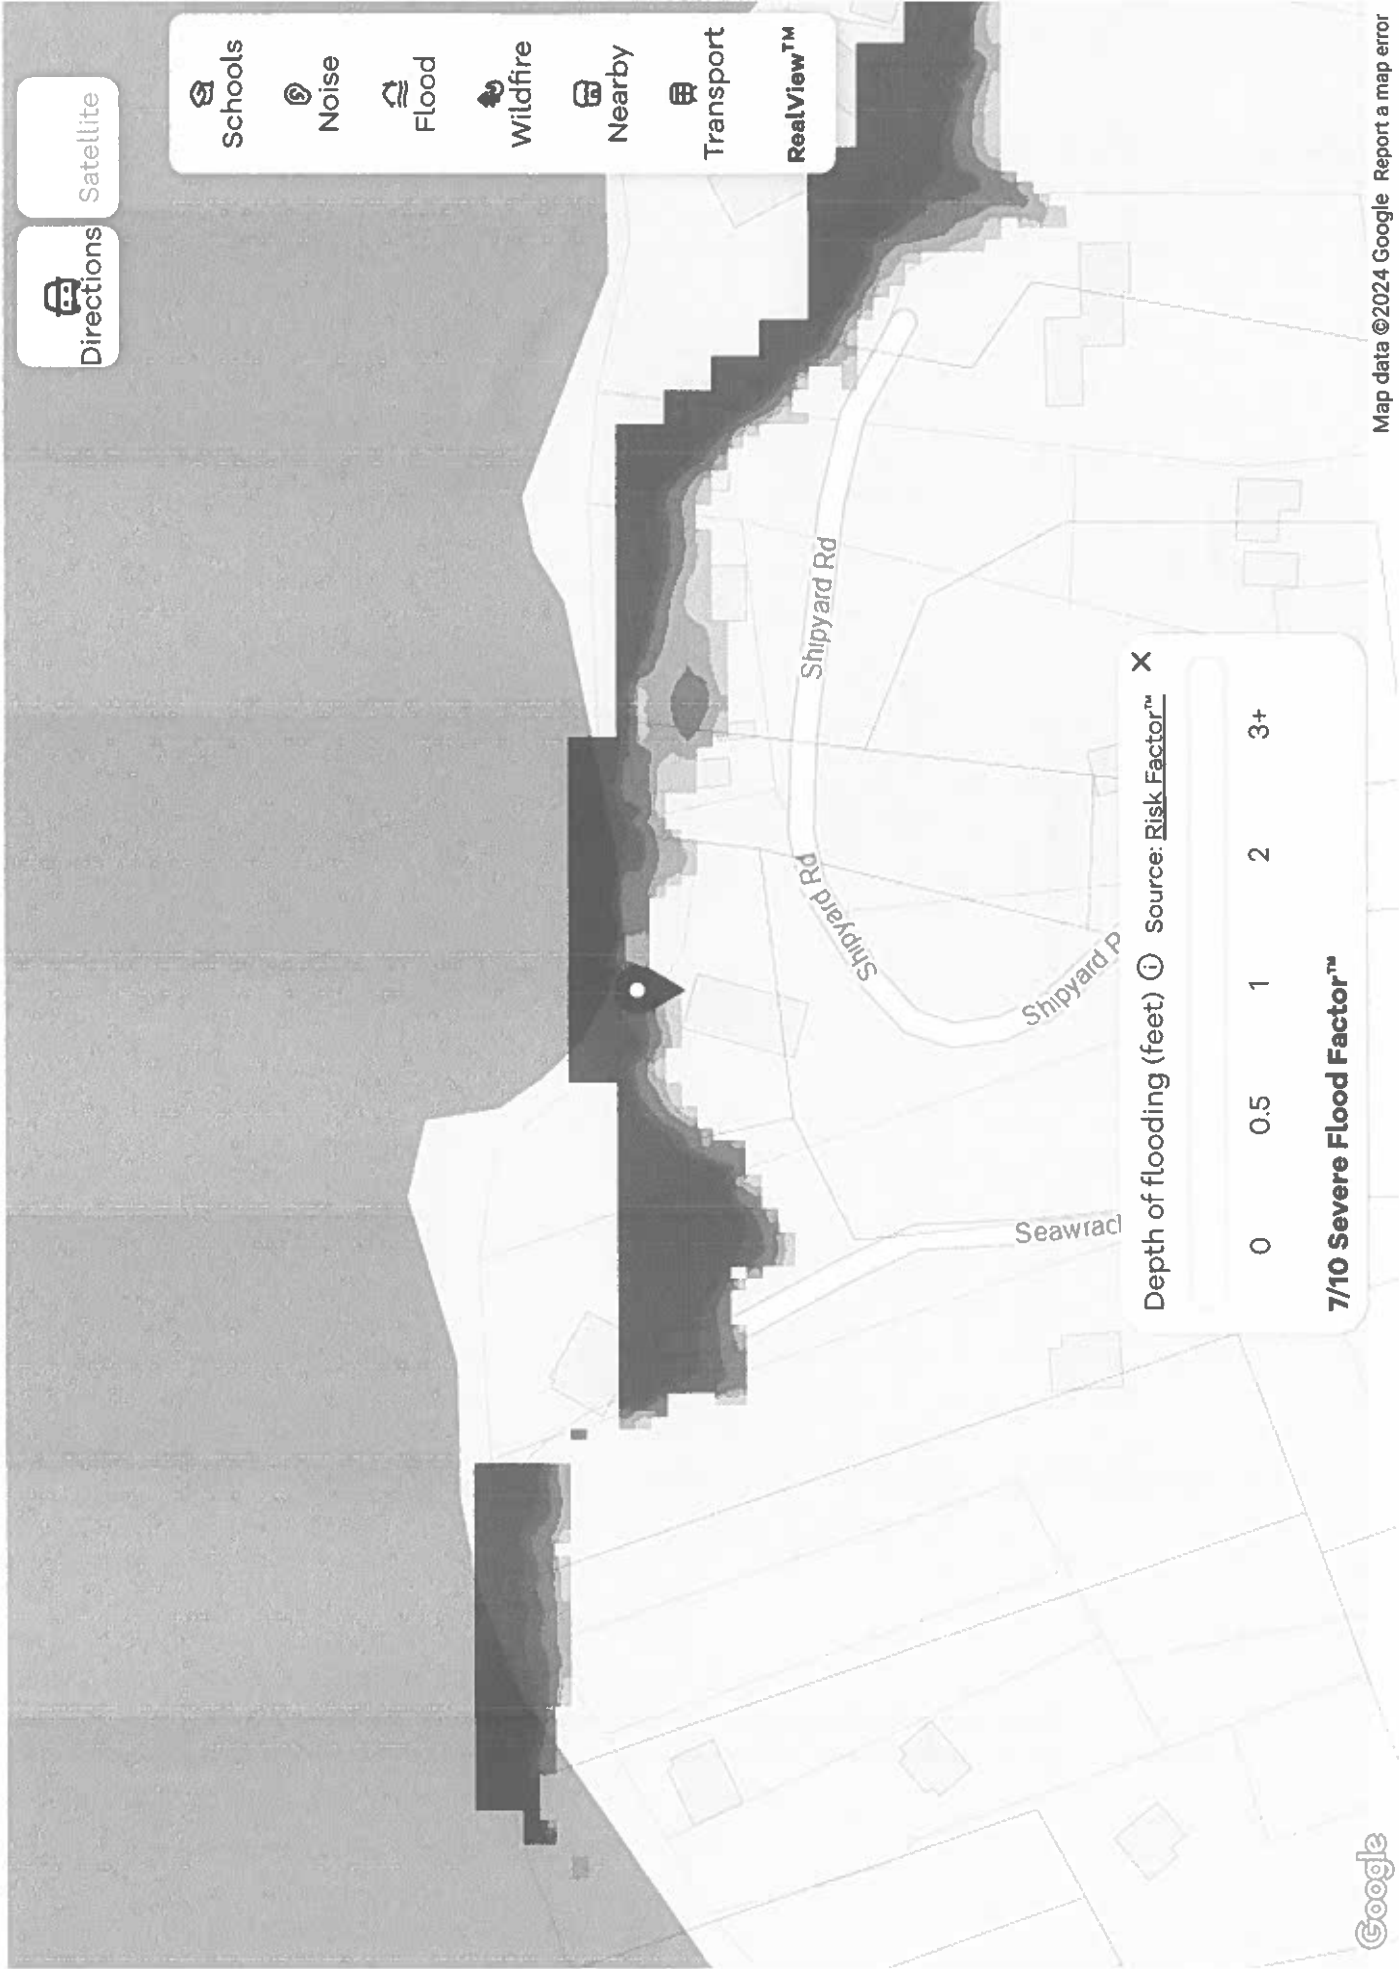 Directions
Satellite
Schools
Noise
Flood
Wildfire
Nearby
Transport
RealView™
Shipyard Rd
Shipyard Rd
Shipyard R
Seawrac
Depth of flooding (feet) Source: Risk Factor™
0 0.5 1 2 3+
7/10 Severe Flood Factor™
Google
Map data ©2024 Google Report a map error